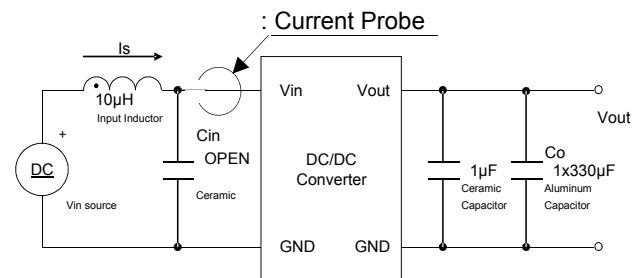 : Current Probe
Is
10µH
Input Inductor
Vin
Vout
Vout
Cin
OPEN
Ceramic
+
DC
Vin source
DC/DC
Converter
1µF
Ceramic
Capacitor
Co
1x330µF
Aluminum
Capacitor
GND
GND